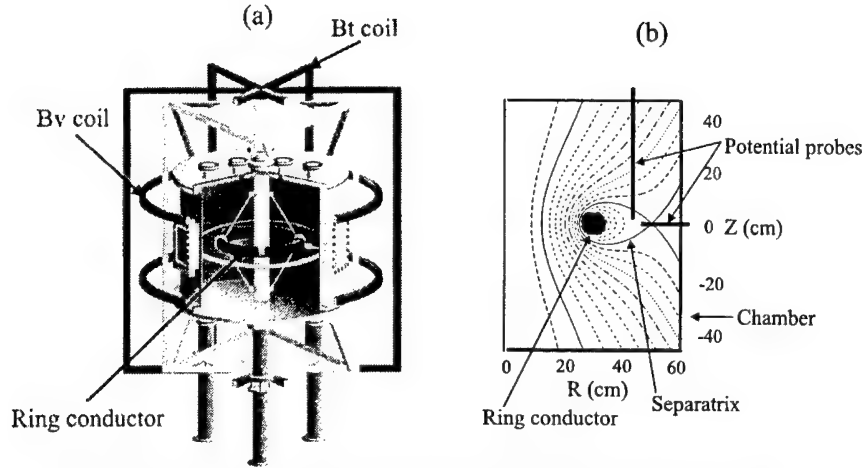 (a)
Bt coil
Bv coil
Ring conductor
(b)
40
Potential probes
20
0 Z (cm)
-20
Chamber
-40
0 20 40 60
R (cm)
Ring conductor
Separatrix